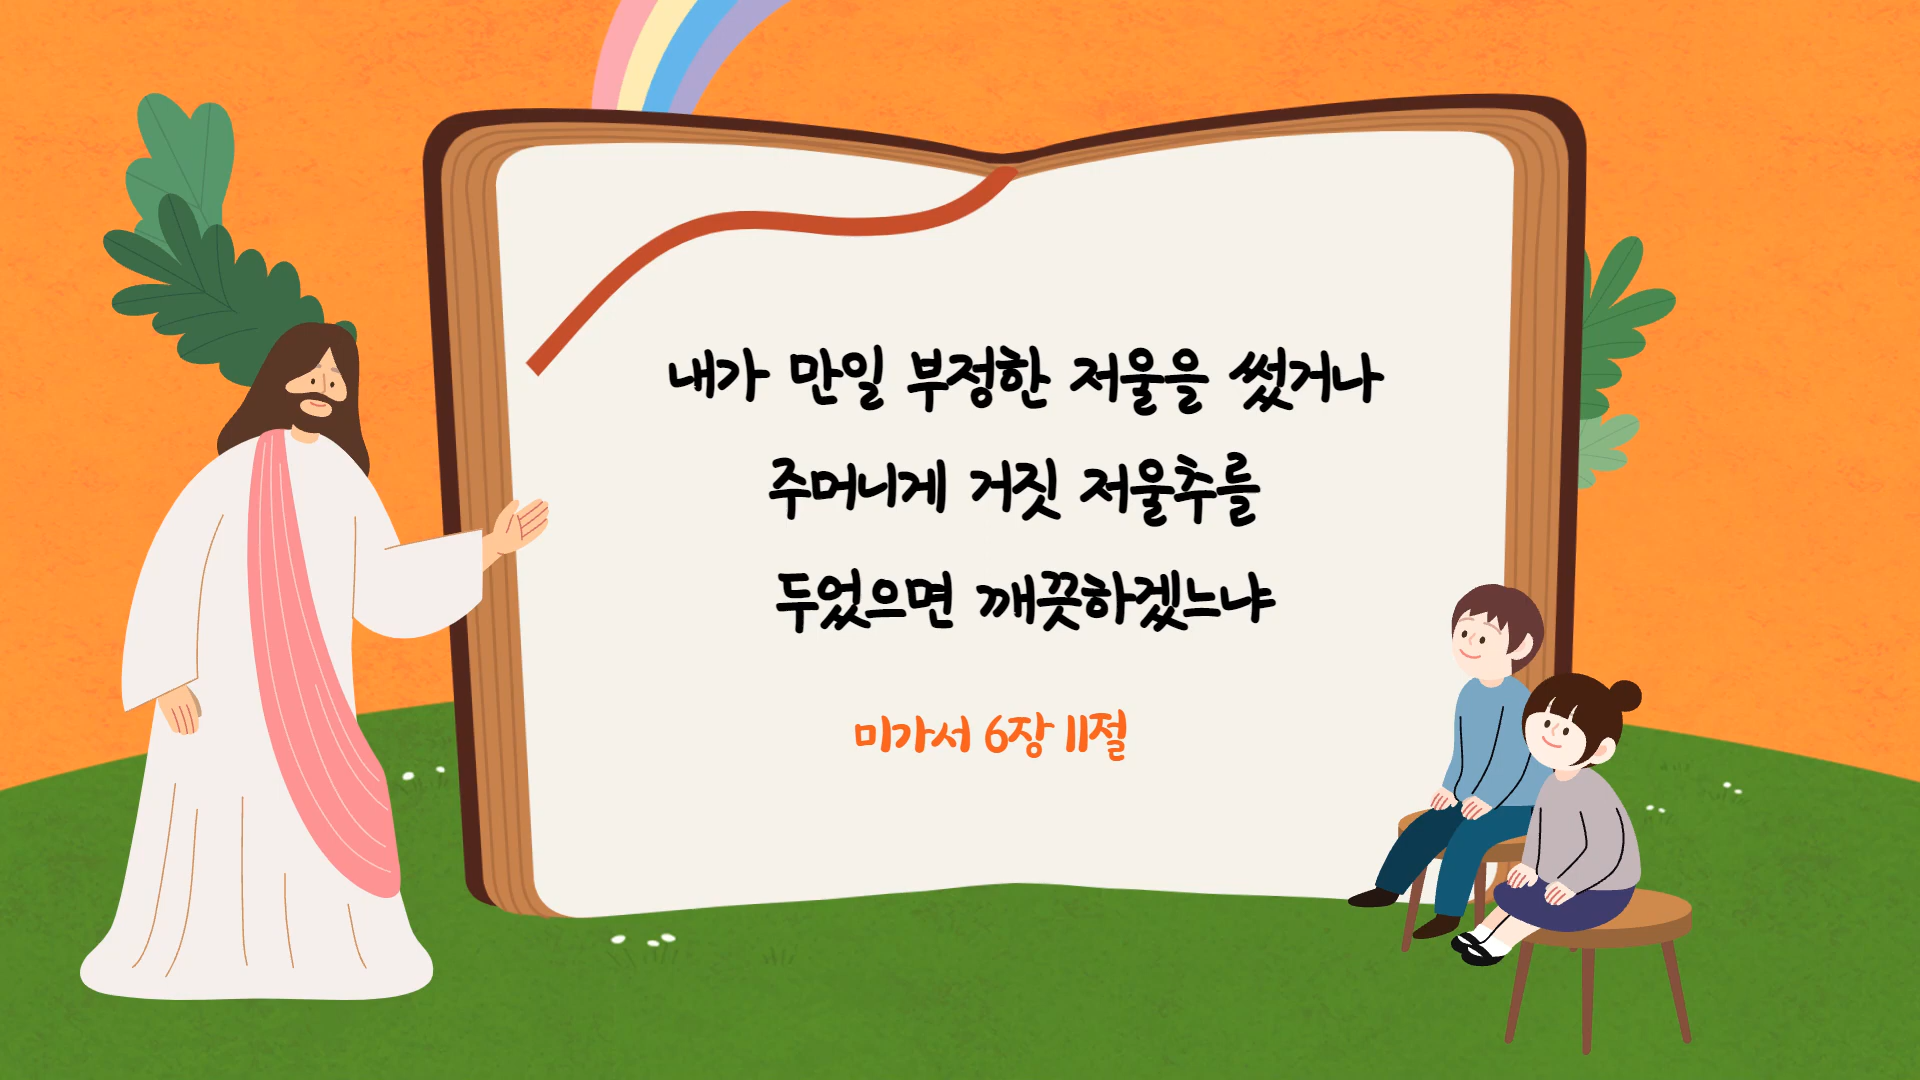 내가 만일 부정한 저울을 썼거나
주머니게 거짓 저울추를
두었으면 깨끗하겠느냐
미가서 6장 11절